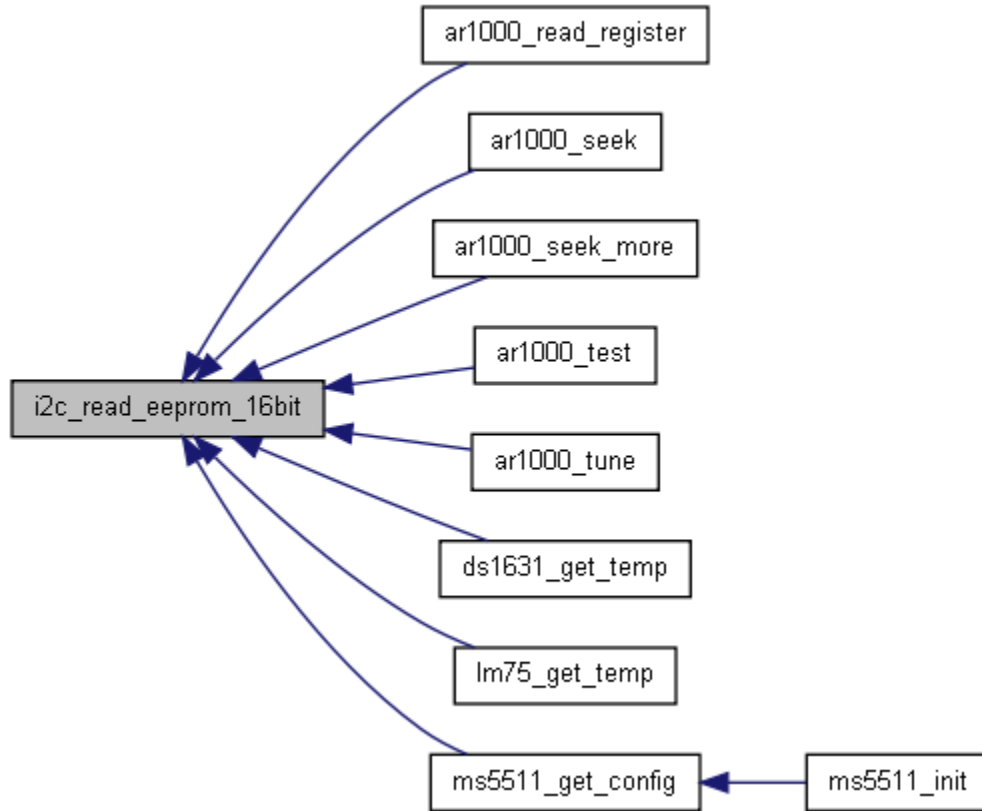 ar1000_read_register
ar1000_seek
ar1000_seek_more
ar1000_test
i2c_read_eeprom_16bit
ar1000_tune
ds1631_get_temp
lm75_get_temp
ms5511_get_config
ms5511_init